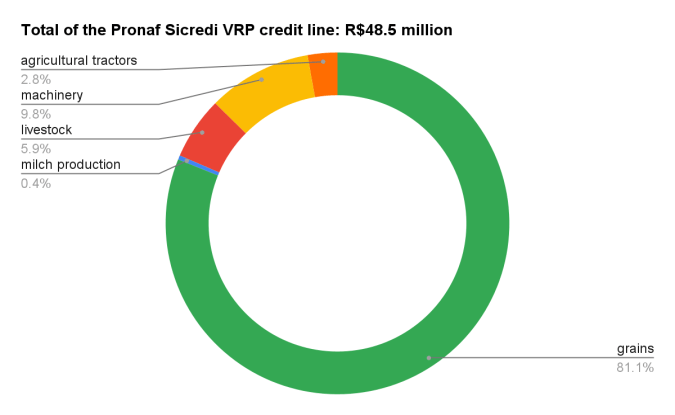 Total of the Pronaf Sicredi VRP credit line: R$48.5 million
agricultural tractors
2.8%
machinery
9.8%
livestock
5.9%
milch production
0.4%
grains
81.1%